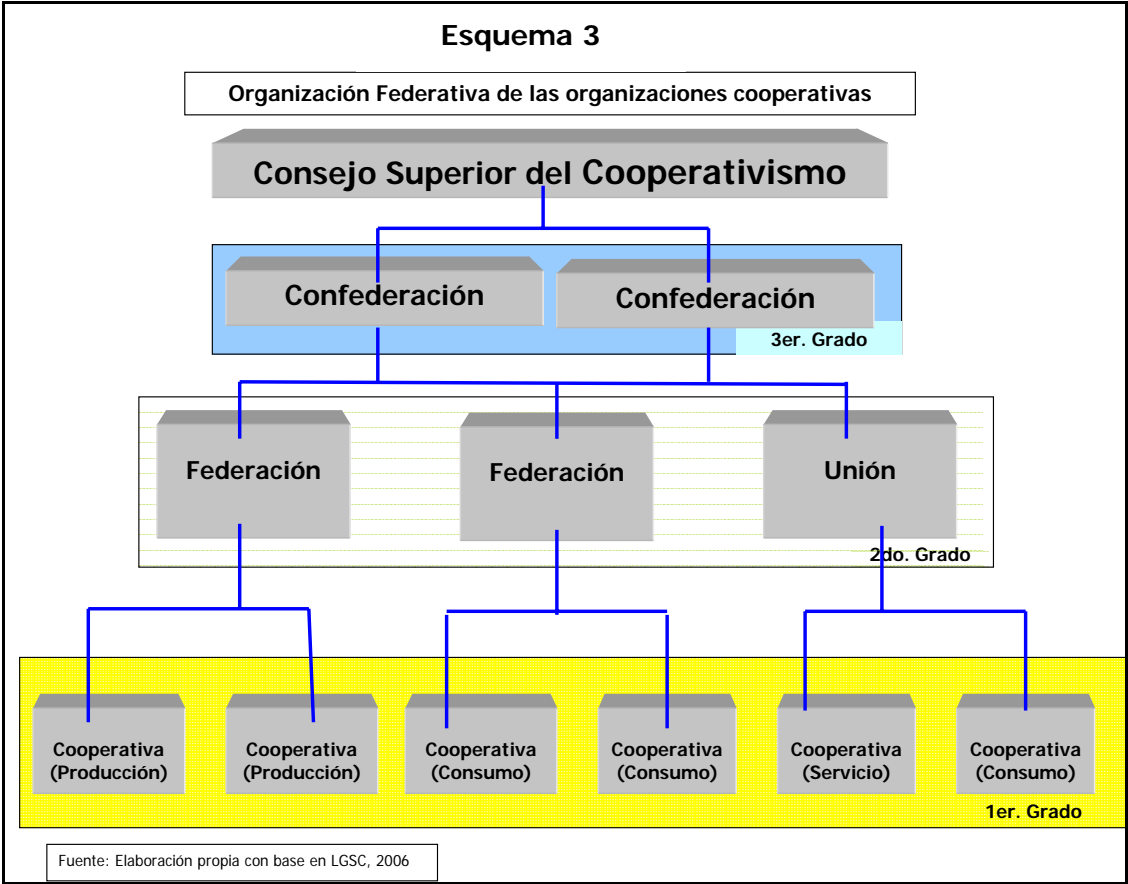 Esquema 3
Organización Federativa de las organizaciones cooperativas
Consejo Superior del Cooperativismo
Confederación
Confederación
3er. Grado
Federación
Federación
Unión
2do. Grado
Cooperativa
(Producción)
Cooperativa
(Producción)
Cooperativa
(Consumo)
Cooperativa
(Consumo)
Cooperativa
(Servicio)
Cooperativa
(Consumo)
1er. Grado
Fuente: Elaboración propia con base en LGSC, 2006